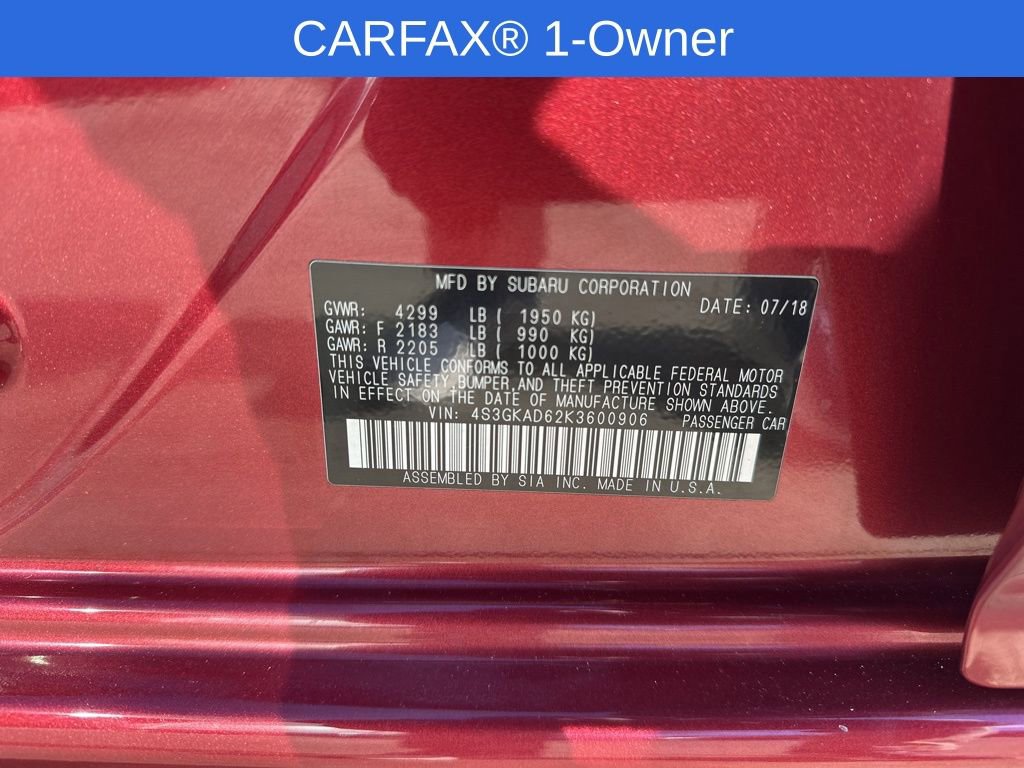 CARFAX® 1-Owner
MFD BY SUBARU CORPORATION
GVWR: 4299 LB ( 1950 KG) DATE: 07/18
GAWR: F 2183 LB ( 990 KG)
GAWR: R 2205 LB ( 1000 KG)
THIS VEHICLE CONFORMS TO ALL APPLICABLE FEDERAL MOTOR
VEHICLE SAFETY,BUMPER,AND THEFT PREVENTION STANDARDS
IN EFFECT ON THE DATE OF MANUFACTURE SHOWN ABOVE.
VIN: 4S3GKAD62K3600906 PASSENGER CAR
ASSEMBLED BY SIA INC. MADE IN U.S.A.